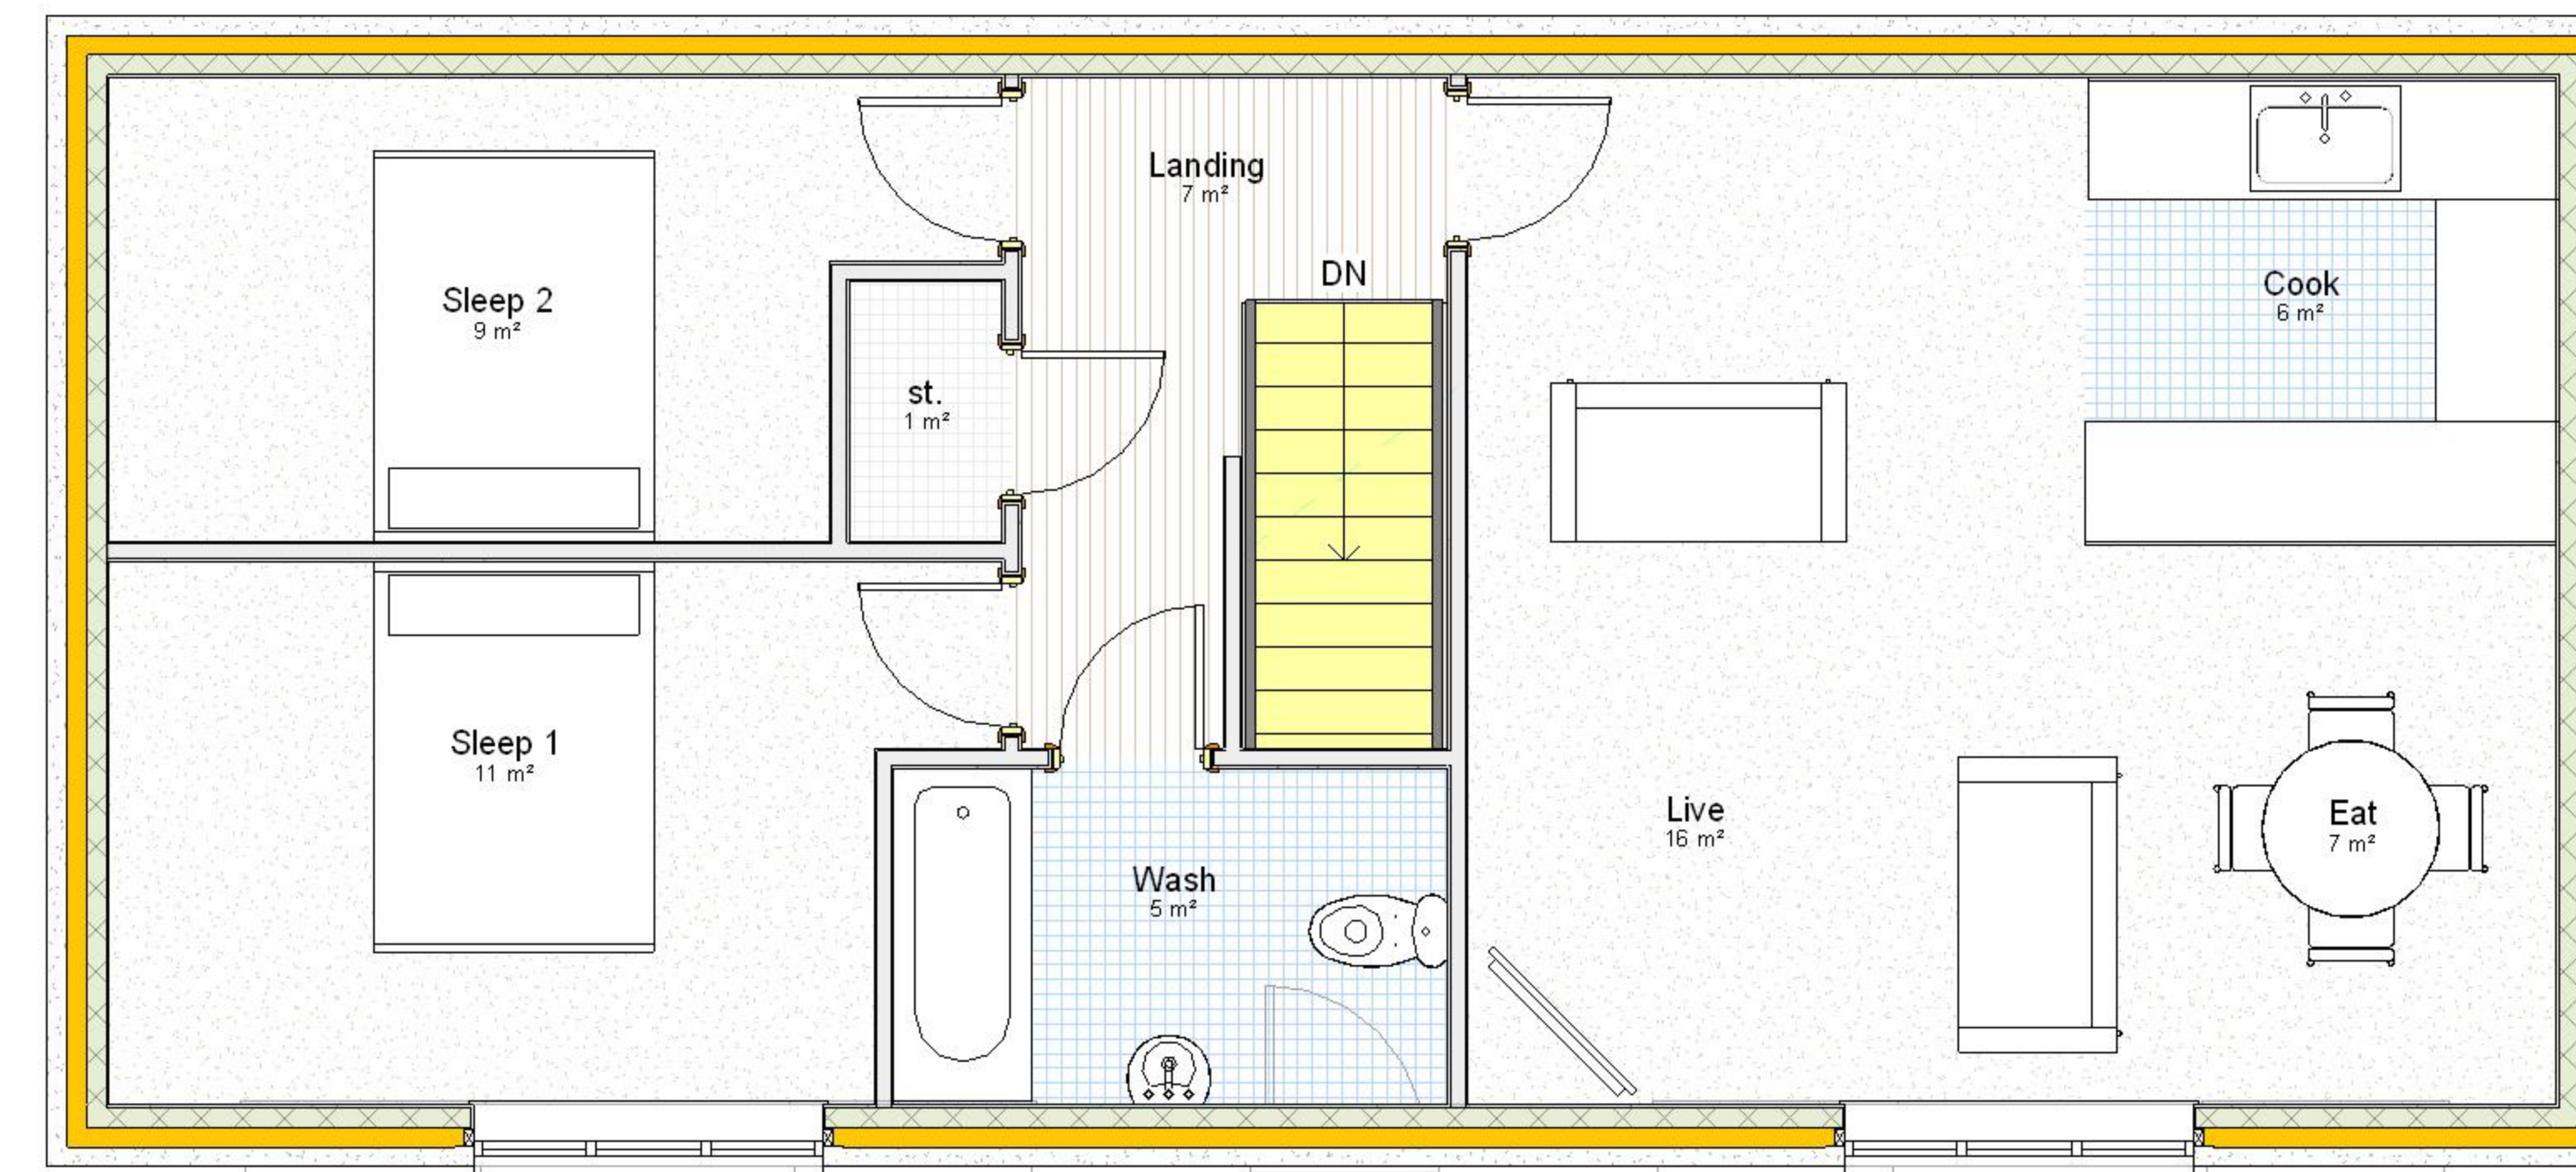 Landing
7 m²
DN
Sleep 2
9 m²
Cook
6 m²
st.
1 m²
Sleep 1
11 m²
Live
16 m²
Eat
7 m²
Wash
5 m²